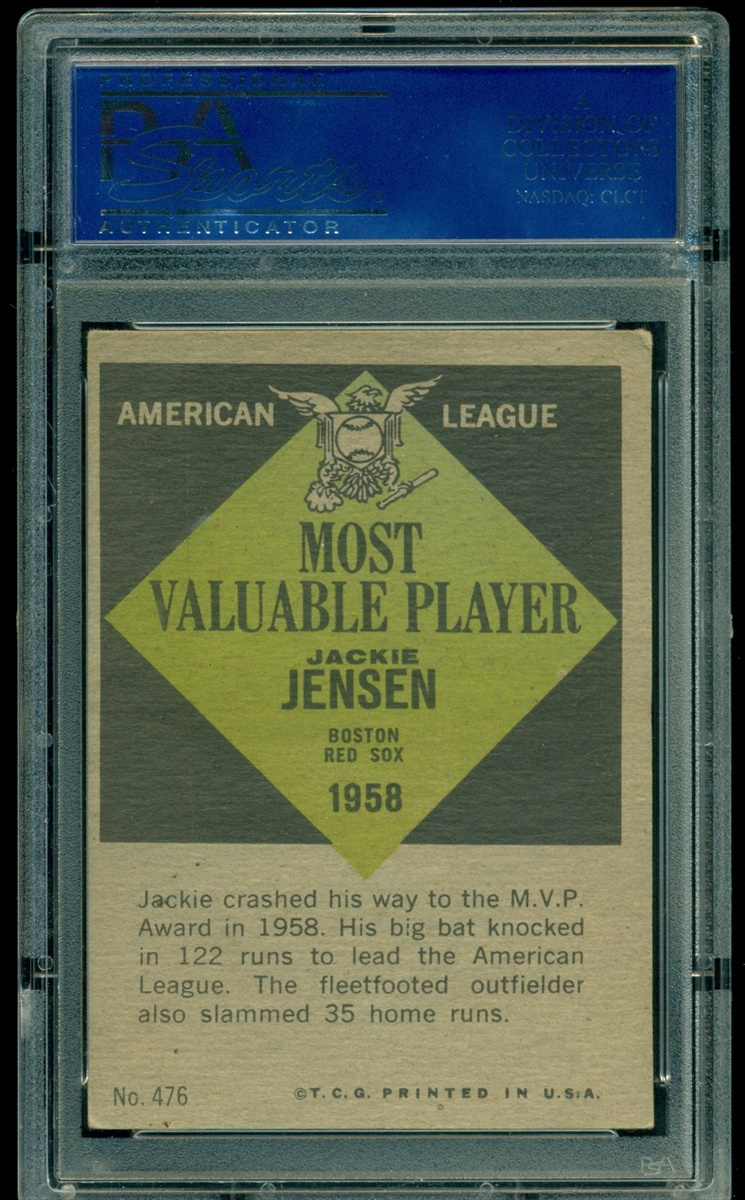 PROFESSIONAL
PSA
Sports
AUTHENTICATOR
A
DIVISION OF
COLLECTORS
UNIVERSE
NASDAQ: CLCT
AMERICAN LEAGUE
MOST
VALUABLE PLAYER
JACKIE
JENSEN
BOSTON
RED SOX
1958
Jackie crashed his way to the M.V.P.
Award in 1958. His big bat knocked
in 122 runs to lead the American
League. The fleetfooted outfielder
also slammed 35 home runs.
No. 476 ©T.C.G. PRINTED IN U.S.A.
PSA